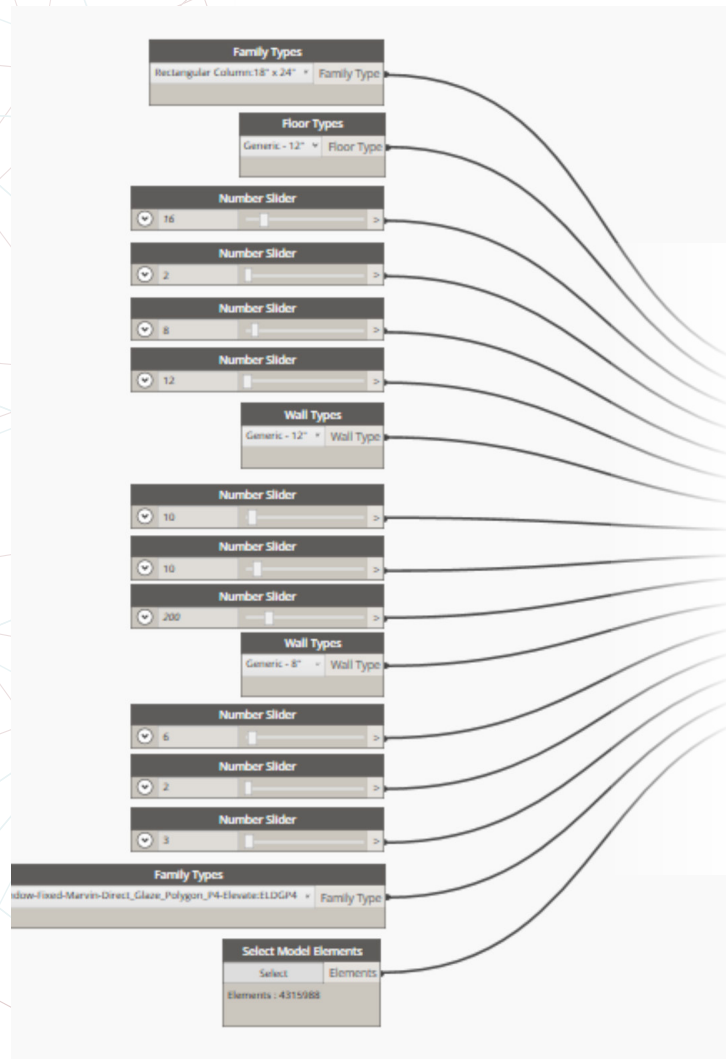 Family Types
Rectangular Column:18" x 24" Family Type
Floor Types
Generic - 12" Floor Type
Number Slider
16 >
Number Slider
2 >
Number Slider
8 >
Number Slider
12 >
Wall Types
Generic - 12" Wall Type
Number Slider
10 >
Number Slider
10 >
Number Slider
200 >
Wall Types
Generic - 8" Wall Type
Number Slider
6 >
Number Slider
2 >
Number Slider
3 >
Family Types
ndow-Fixed-Marvin-Direct_Glaze_Polygon_P4-Elevate:ELDGP4 Family Type
Select Model Elements
Select Elements
Elements : 4315988